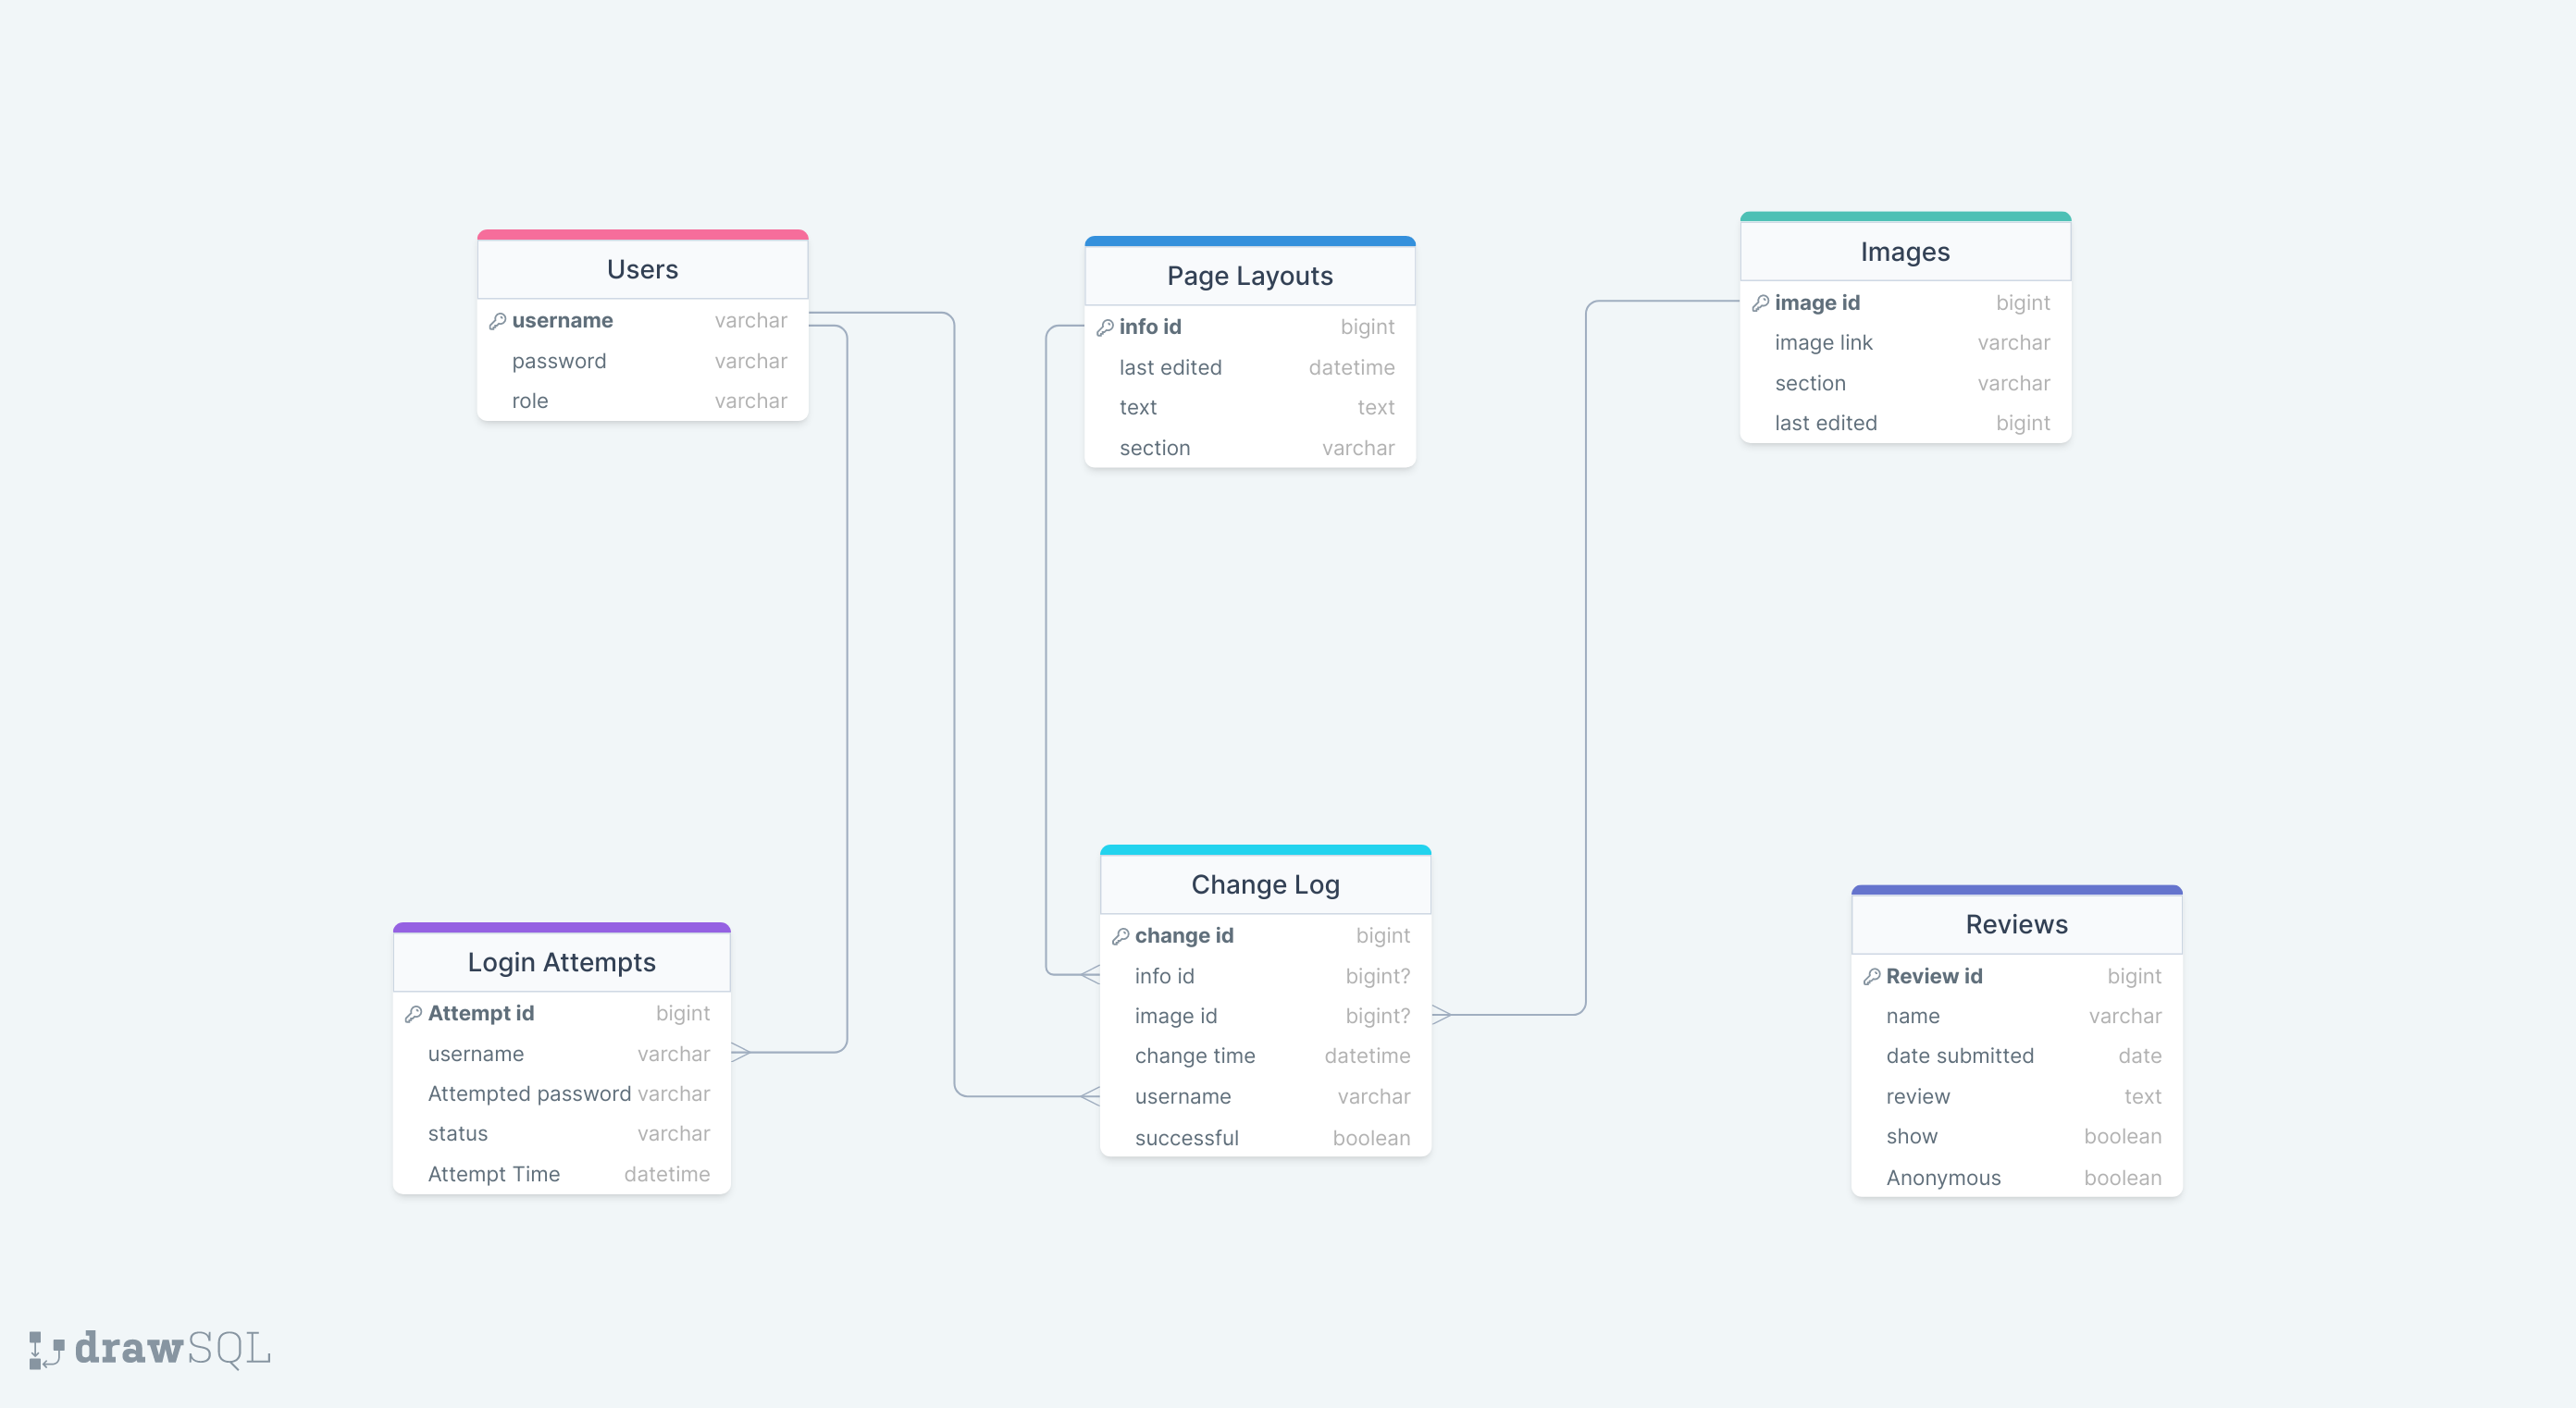 Users
username varchar
password varchar
role varchar
Page Layouts
info id bigint
last edited datetime
text text
section varchar
Images
image id bigint
image link varchar
section varchar
last edited bigint
Login Attempts
Attempt id bigint
username varchar
Attempted password varchar
status varchar
Attempt Time datetime
Change Log
change id bigint
info id bigint?
image id bigint?
change time datetime
username varchar
successful boolean
Reviews
Review id bigint
name varchar
date submitted date
review text
show boolean
Anonymous boolean
drawSQL